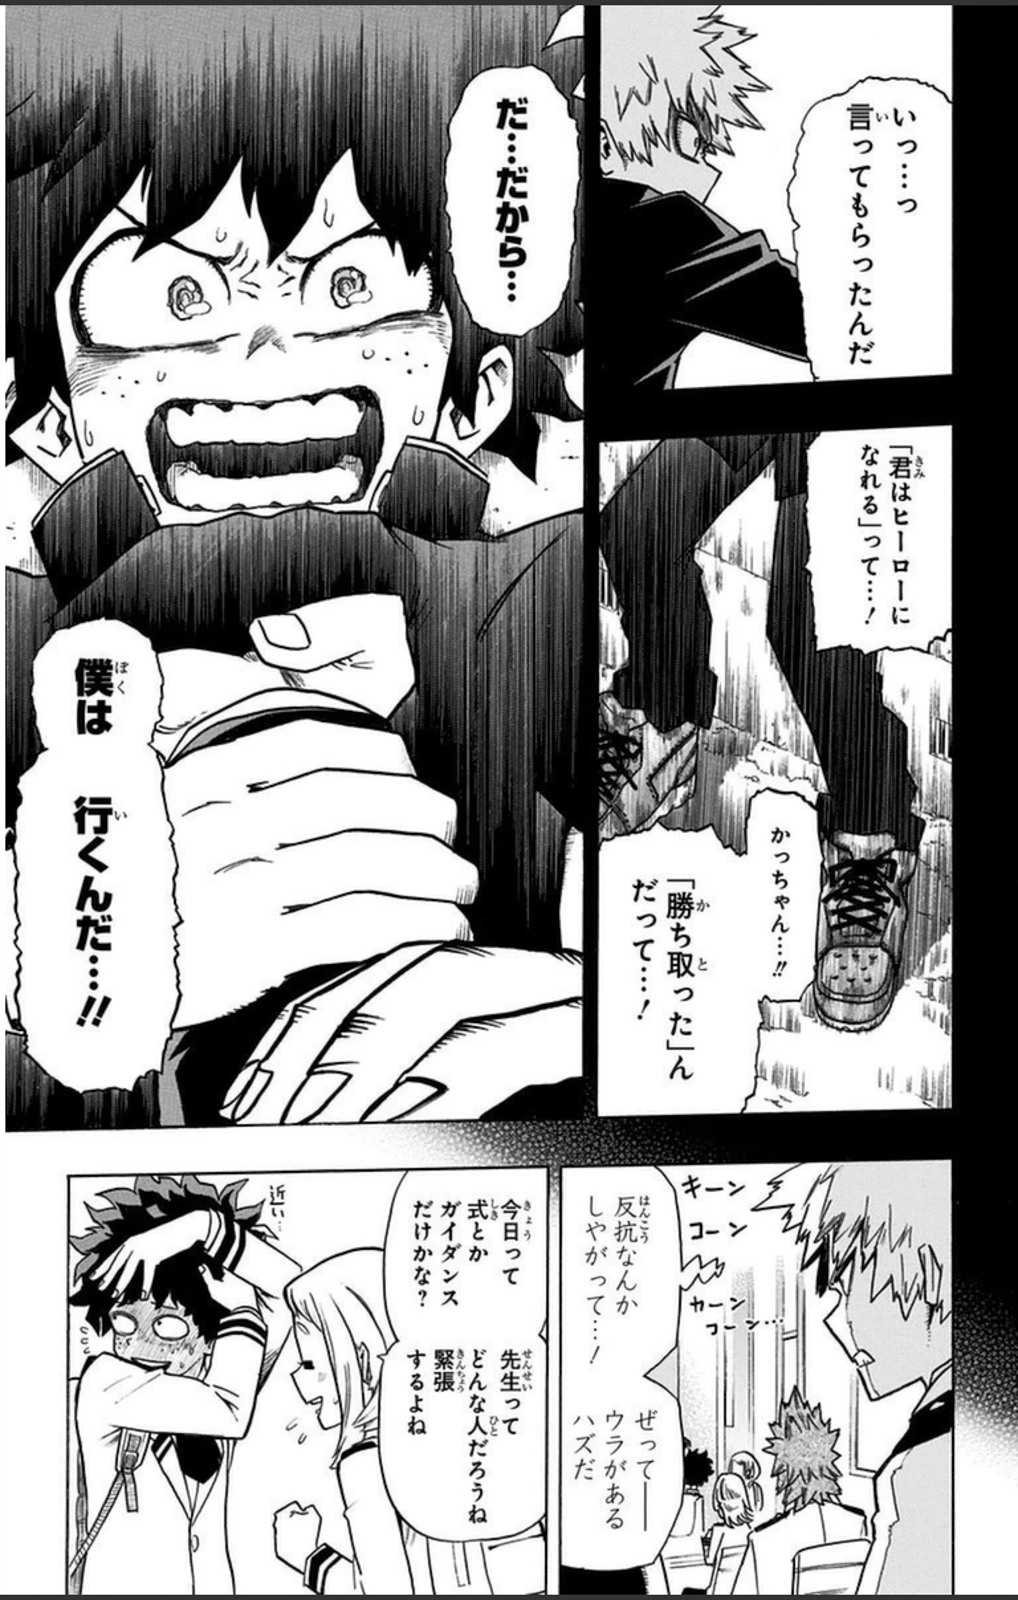 いっ…っ
言ってもらったんだ
「君はヒーローに
なれる」って…！
かっちゃん…!!
「勝ち取った」ん
だって…！
だ…だから…
僕は
行くんだ…!!
キーン
コーン
カーン
コーン…
反抗なんか
しやがって…！
ぜってー
ウラがある
ハズだ
今日って
式とか
ガイダンス
だけかな？
先生って
どんな人だろうね
緊張
するよね
近い…